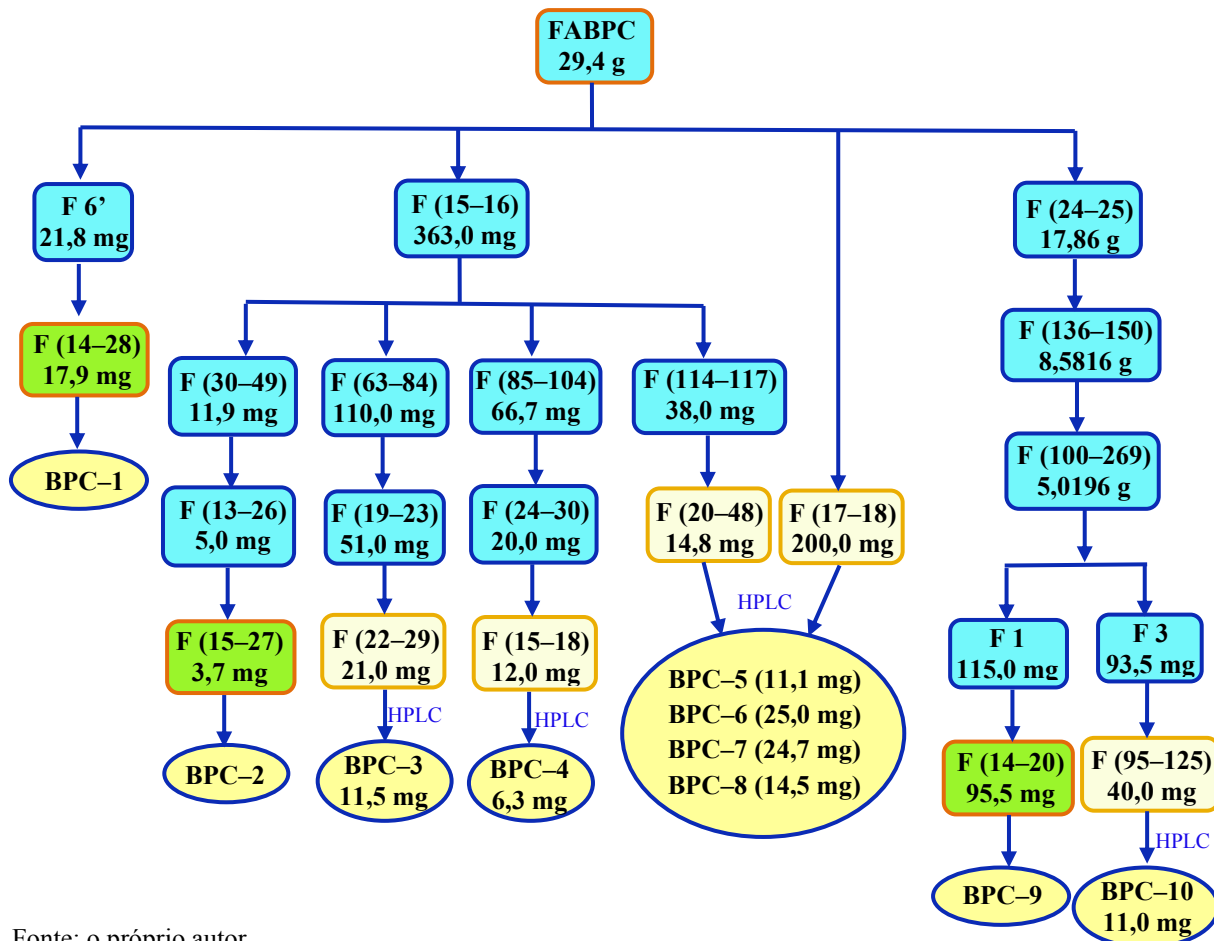 FABPC
29,4 g
F 6’
21,8 mg
F (15–16)
363,0 mg
F (24–25)
17,86 g
F (14–28)
17,9 mg
F (136–150)
8,5816 g
F (30–49)
11,9 mg
F (63–84)
110,0 mg
F (85–104)
66,7 mg
F (114–117)
38,0 mg
BPC–1
F (100–269)
5,0196 g
F (13–26)
5,0 mg
F (19–23)
51,0 mg
F (24–30)
20,0 mg
F (20–48)
14,8 mg
F (17–18)
200,0 mg
HPLC
F (15–27)
3,7 mg
F (22–29)
21,0 mg
F (15–18)
12,0 mg
F 1
115,0 mg
F 3
93,5 mg
HPLC
HPLC
BPC–5 (11,1 mg)
BPC–6 (25,0 mg)
BPC–7 (24,7 mg)
BPC–8 (14,5 mg)
BPC–2
BPC–3
11,5 mg
BPC–4
6,3 mg
F (14–20)
95,5 mg
F (95–125)
40,0 mg
HPLC
BPC–9
BPC–10
11,0 mg
Fonte: o próprio autor